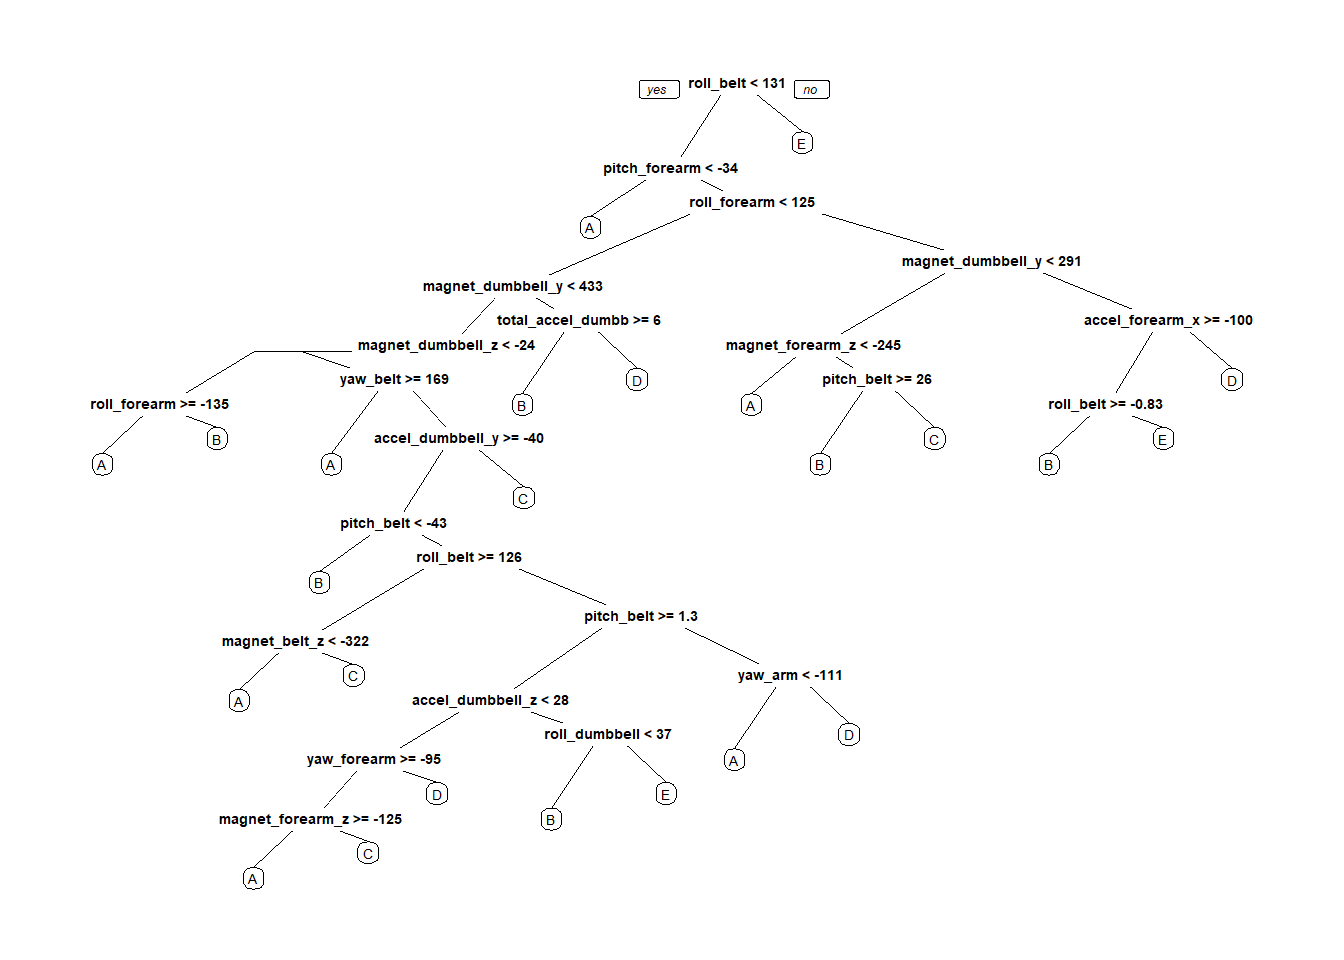 yes
roll_belt < 131
no
E
pitch_forearm < -34
roll_forearm < 125
A
magnet_dumbbell_y < 291
magnet_dumbbell_y < 433
total_accel_dumbb >= 6
accel_forearm_x >= -100
magnet_dumbbell_z < -24
magnet_forearm_z < -245
yaw_belt >= 169
D
pitch_belt >= 26
D
roll_forearm >= -135
B
A
roll_belt >= -0.83
B
accel_dumbbell_y >= -40
C
E
A
A
B
B
C
pitch_belt < -43
roll_belt >= 126
B
pitch_belt >= 1.3
magnet_belt_z < -322
C
yaw_arm < -111
A
accel_dumbbell_z < 28
roll_dumbbell < 37
D
yaw_forearm >= -95
A
D
E
magnet_forearm_z >= -125
B
C
A